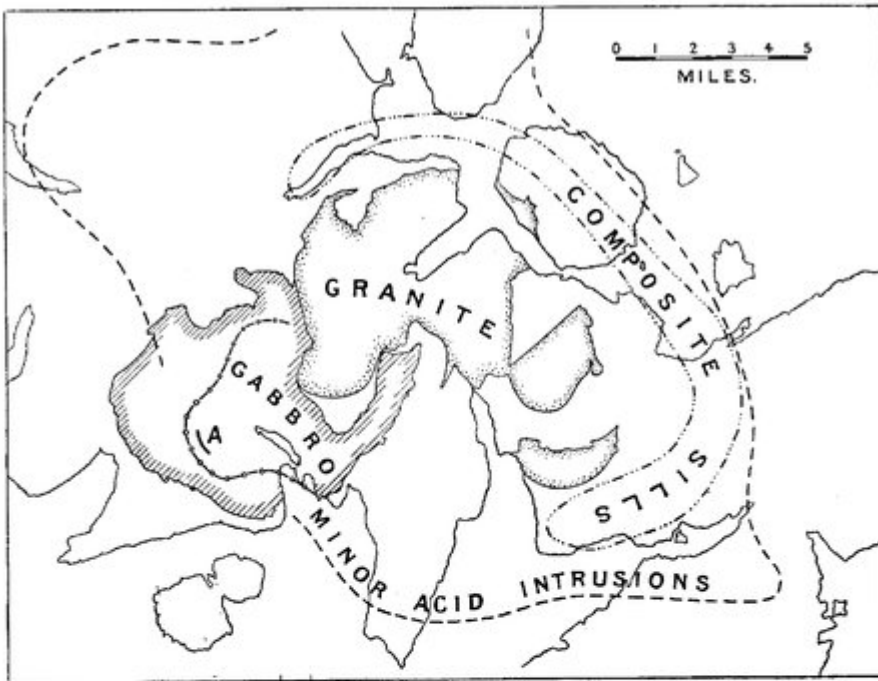 0 1 2 3 4 5
MILES.
COMPOSITE
SILLS
GRANITE
GABBRO
A
MINOR ACID INTRUSIONS